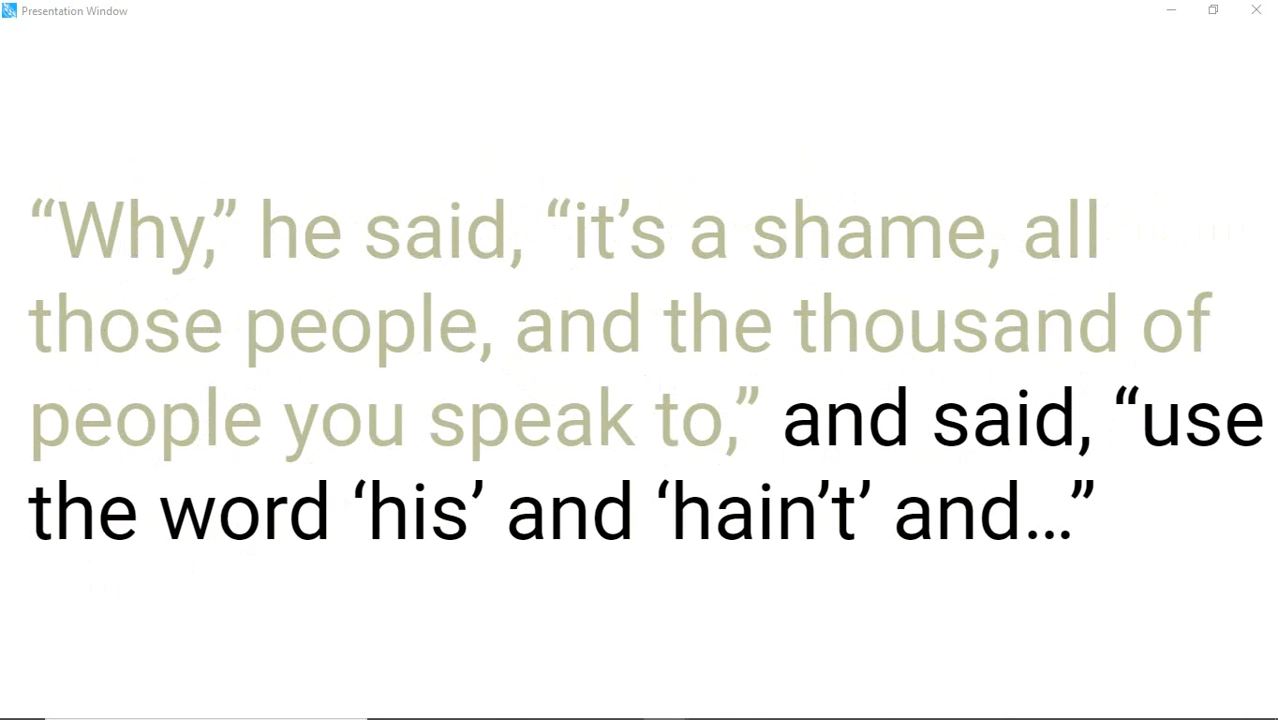 Presentation Window
“Why,” he said, “it’s a shame, all
those people, and the thousand of
people you speak to,” and said, “use
the word ‘his’ and ‘hain’t’ and…”